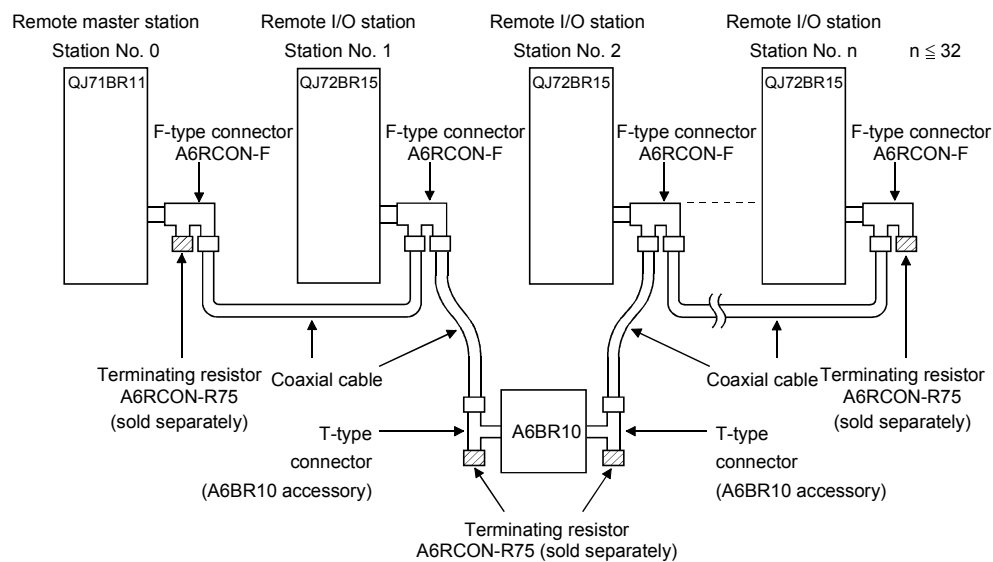 Remote master station
Station No. 0
Remote I/O station
Station No. 1
Remote I/O station
Station No. 2
Remote I/O station
Station No. n
n ≦ 32
QJ71BR11
QJ72BR15
QJ72BR15
QJ72BR15
F-type connector
A6RCON-F
F-type connector
A6RCON-F
F-type connector
A6RCON-F
F-type connector
A6RCON-F
Terminating resistor
A6RCON-R75
(sold separately)
Coaxial cable
Coaxial cable
Terminating resistor
A6RCON-R75
(sold separately)
T-type
connector
(A6BR10 accessory)
A6BR10
T-type
connector
(A6BR10 accessory)
Terminating resistor
A6RCON-R75 (sold separately)